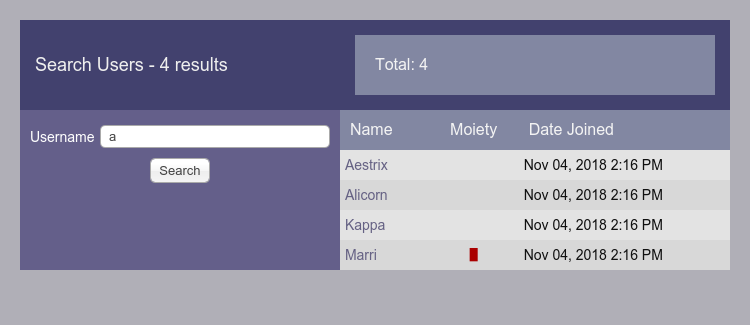 Search Users - 4 results
Total: 4
Username a
Search
Name Moiety Date Joined
Aestrix Nov 04, 2018 2:16 PM
Alicorn Nov 04, 2018 2:16 PM
Kappa Nov 04, 2018 2:16 PM
Marri Nov 04, 2018 2:16 PM